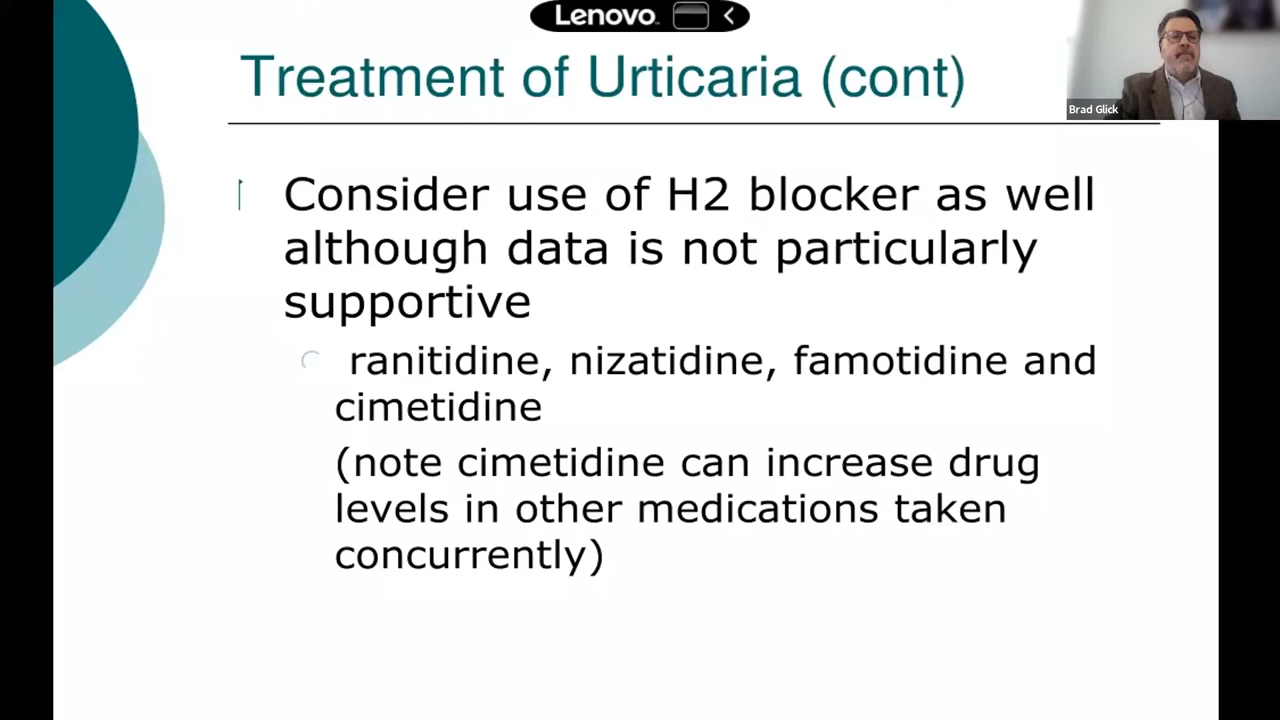 Lenovo
Treatment of Urticaria (cont)
Brad Glick
Consider use of H2 blocker as well
although data is not particularly
supportive
ranitidine, nizatidine, famotidine and
cimetidine
(note cimetidine can increase drug
levels in other medications taken
concurrently)